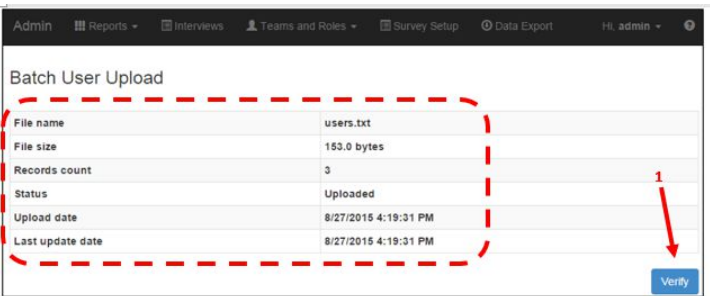 Admin Reports Interviews Teams and Roles Survey Setup Data Export Hi, admin ?
Batch User Upload
File name users.txt
File size 153.0 bytes
Records count 3
Status Uploaded
Upload date 8/27/2015 4:19:31 PM
Last update date 8/27/2015 4:19:31 PM
1
Verify